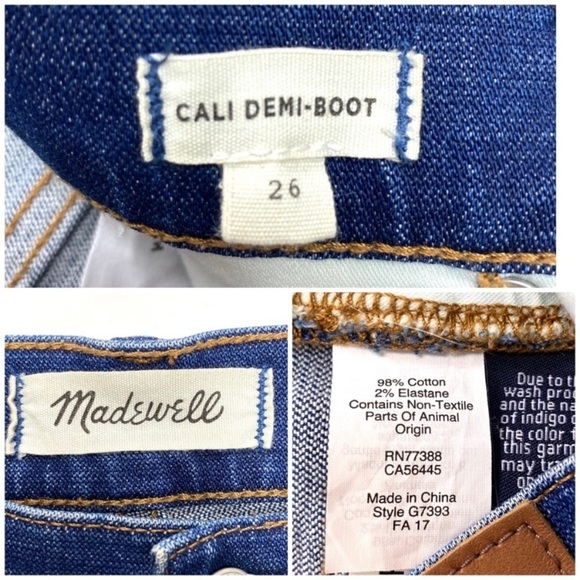 CALI DEMI-BOOT
26
Madewell
98% Cotton
2% Elastane
Contains Non-Textile
Parts Of Animal
Origin
RN77388
CA56445
Made in China
Style G7393
FA 17
Due to th
wash proc
and the na
of indigo d
the color
this garm
may tra